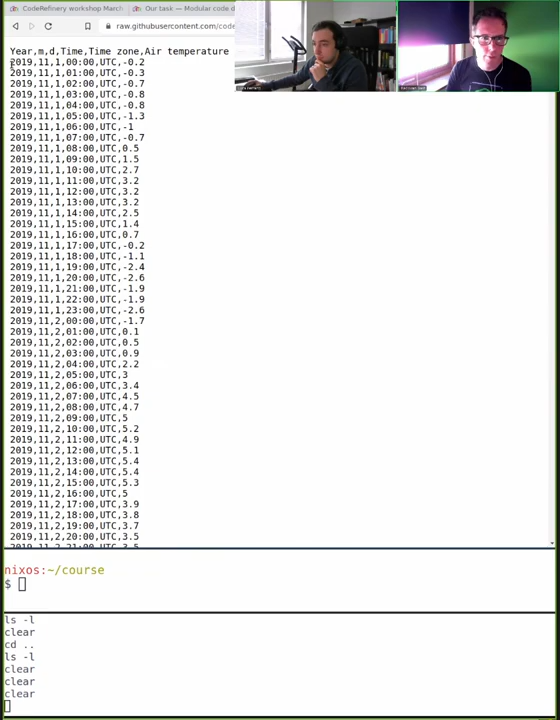 CodeRefinery workshop March
Our task — Modular code d
raw.githubusercontent.com/code
Year,m,d,Time,Time zone,Air temperature
2019,11,1,00:00,UTC,-0.2
2019,11,1,01:00,UTC,-0.3
2019,11,1,02:00,UTC,-0.7
2019,11,1,03:00,UTC,-0.8
2019,11,1,04:00,UTC,-0.8
2019,11,1,05:00,UTC,-1.3
2019,11,1,06:00,UTC,-1
2019,11,1,07:00,UTC,-0.7
2019,11,1,08:00,UTC,0.5
2019,11,1,09:00,UTC,1.5
2019,11,1,10:00,UTC,2.7
2019,11,1,11:00,UTC,3.2
2019,11,1,12:00,UTC,3.2
2019,11,1,13:00,UTC,3.2
2019,11,1,14:00,UTC,2.5
2019,11,1,15:00,UTC,1.4
2019,11,1,16:00,UTC,0.7
2019,11,1,17:00,UTC,-0.2
2019,11,1,18:00,UTC,-1.1
2019,11,1,19:00,UTC,-2.4
2019,11,1,20:00,UTC,-2.6
2019,11,1,21:00,UTC,-1.9
2019,11,1,22:00,UTC,-1.9
2019,11,1,23:00,UTC,-2.6
2019,11,2,00:00,UTC,-1.7
2019,11,2,01:00,UTC,0.1
2019,11,2,02:00,UTC,0.5
2019,11,2,03:00,UTC,0.9
2019,11,2,04:00,UTC,2.2
2019,11,2,05:00,UTC,3
2019,11,2,06:00,UTC,3.4
2019,11,2,07:00,UTC,4.5
2019,11,2,08:00,UTC,4.7
2019,11,2,09:00,UTC,5
2019,11,2,10:00,UTC,5.2
2019,11,2,11:00,UTC,4.9
2019,11,2,12:00,UTC,5.1
2019,11,2,13:00,UTC,5.4
2019,11,2,14:00,UTC,5.4
2019,11,2,15:00,UTC,5.3
2019,11,2,16:00,UTC,5
2019,11,2,17:00,UTC,3.9
2019,11,2,18:00,UTC,3.8
2019,11,2,19:00,UTC,3.7
2019,11,2,20:00,UTC,3.5
2019,11,2,21:00,UTC,3.5
nixos:~/course
$
ls -l
clear
cd ..
ls -l
clear
clear
clear